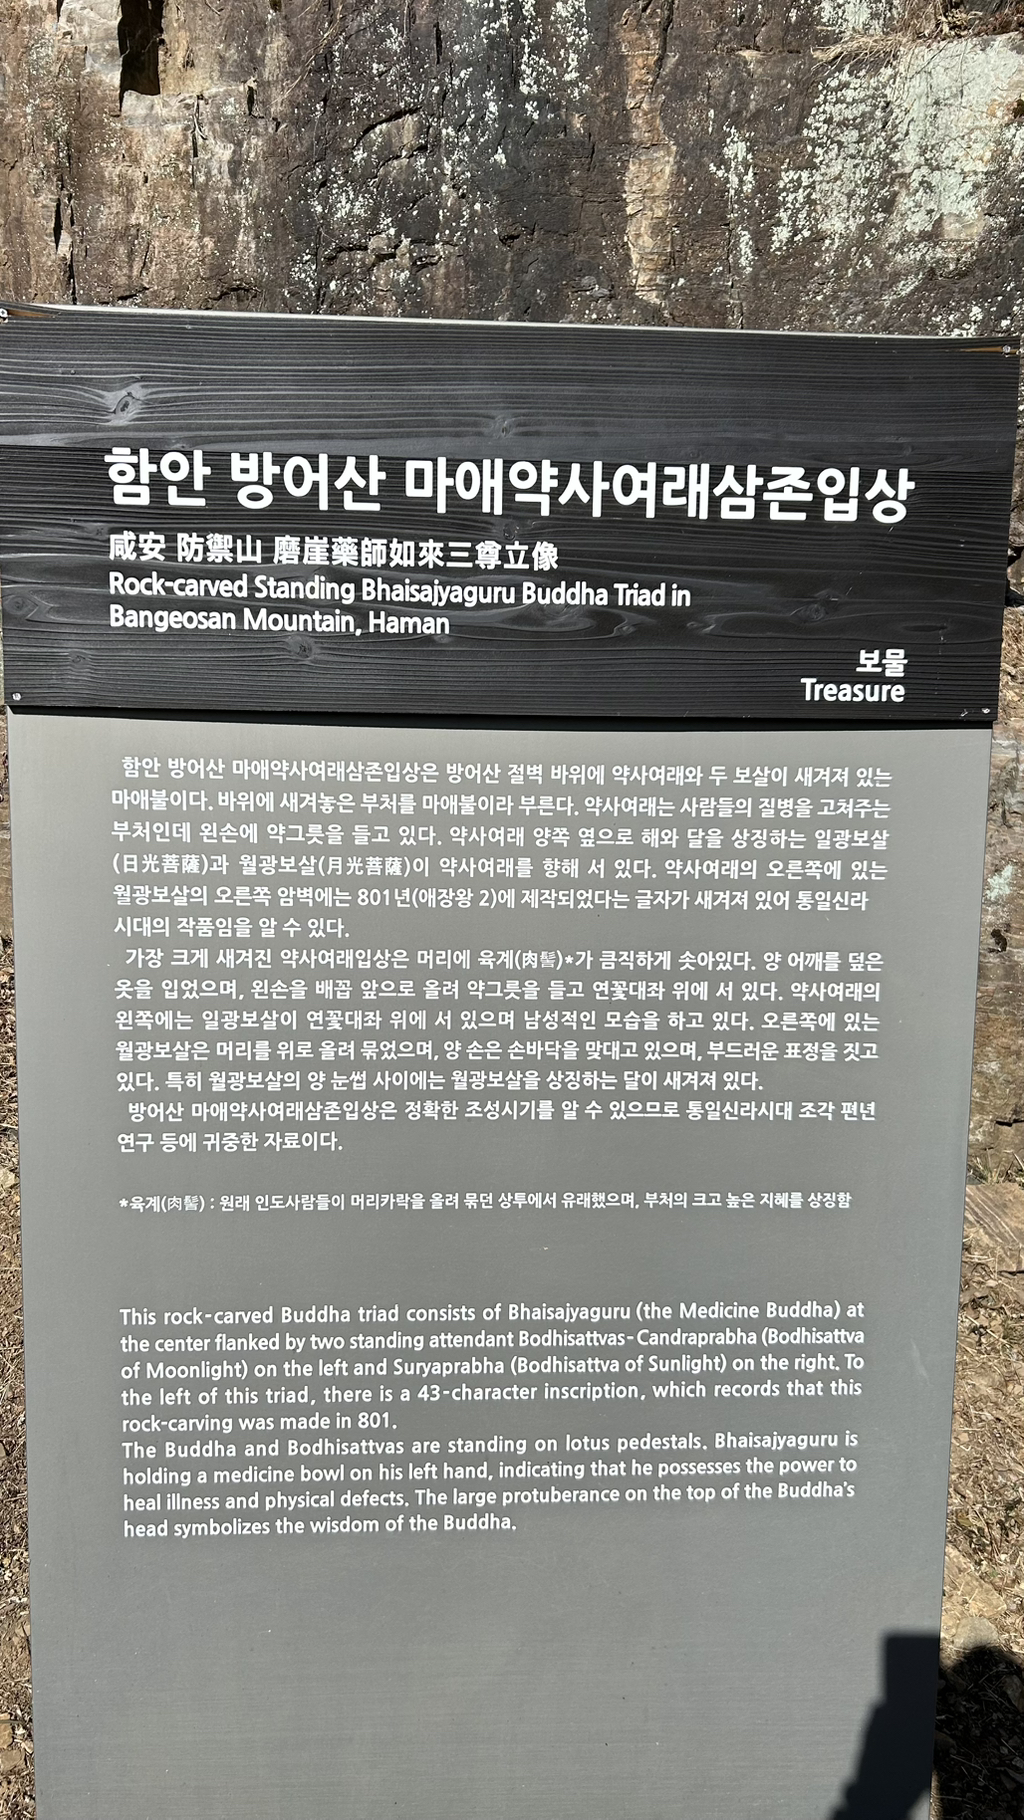 함안 방어산 마애약사여래삼존입상
咸安 防禦山 磨崖藥師如來三尊立像
Rock-carved Standing Bhaisajyaguru Buddha Triad in
Bangeosan Mountain, Haman
보물
Treasure
함안 방어산 마애약사여래삼존입상은 방어산 절벽 바위에 약사여래와 두 보살이 새겨져 있는
마애불이다. 바위에 새겨놓은 부처를 마애불이라 부른다. 약사여래는 사람들의 질병을 고쳐주는
부처인데 왼손에 약그릇을 들고 있다. 약사여래 양쪽 옆으로 해와 달을 상징하는 일광보살
(日光菩薩)과 월광보살(月光菩薩)이 약사여래를 향해 서 있다. 약사여래의 오른쪽에 있는
월광보살의 오른쪽 암벽에는 801년(애장왕 2)에 제작되었다는 글자가 새겨져 있어 통일신라
시대의 작품임을 알 수 있다.
가장 크게 새겨진 약사여래입상은 머리에 육계(肉髻)*가 큼직하게 솟아있다. 양 어깨를 덮은
옷을 입었으며, 왼손을 배꼽 앞으로 올려 약그릇을 들고 연꽃대좌 위에 서 있다. 약사여래의
왼쪽에는 일광보살이 연꽃대좌 위에 서 있으며 남성적인 모습을 하고 있다. 오른쪽에 있는
월광보살은 머리를 위로 올려 묶었으며, 양 손은 손바닥을 맞대고 있으며, 부드러운 표정을 짓고
있다. 특히 월광보살의 양 눈썹 사이에는 월광보살을 상징하는 달이 새겨져 있다.
방어산 마애약사여래삼존입상은 정확한 조성시기를 알 수 있으므로 통일신라시대 조각 편년
연구 등에 귀중한 자료이다.
*육계(肉髻) : 원래 인도사람들이 머리카락을 올려 묶던 상투에서 유래했으며, 부처의 크고 높은 지혜를 상징함
This rock-carved Buddha triad consists of Bhaisajyaguru (the Medicine Buddha) at
the center flanked by two standing attendant Bodhisattvas-Candraprabha (Bodhisattva
of Moonlight) on the left and Suryaprabha (Bodhisattva of Sunlight) on the right. To
the left of this triad, there is a 43-character inscription, which records that this
rock-carving was made in 801.
The Buddha and Bodhisattvas are standing on lotus pedestals. Bhaisajyaguru is
holding a medicine bowl on his left hand, indicating that he possesses the power to
heal illness and physical defects. The large protuberance on the top of the Buddha's
head symbolizes the wisdom of the Buddha.